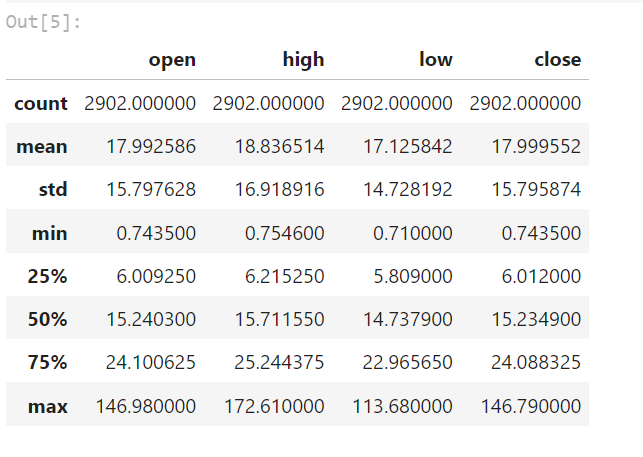 Out[5]:
open high low close
count 2902.000000 2902.000000 2902.000000 2902.000000
mean 17.992586 18.836514 17.125842 17.999552
std 15.797628 16.918916 14.728192 15.795874
min 0.743500 0.754600 0.710000 0.743500
25% 6.009250 6.215250 5.809000 6.012000
50% 15.240300 15.711550 14.737900 15.234900
75% 24.100625 25.244375 22.965650 24.088325
max 146.980000 172.610000 113.680000 146.790000